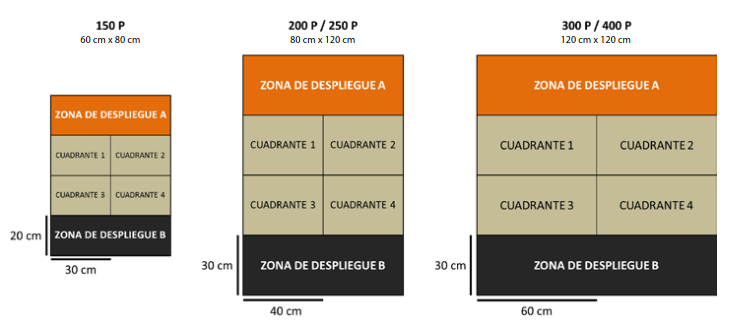 150 P
60 cm x 80 cm
ZONA DE DESPLIEGUE A
CUADRANTE 1
CUADRANTE 2
CUADRANTE 3
CUADRANTE 4
20 cm
ZONA DE DESPLIEGUE B
30 cm
200 P / 250 P
80 cm x 120 cm
ZONA DE DESPLIEGUE A
CUADRANTE 1
CUADRANTE 2
CUADRANTE 3
CUADRANTE 4
30 cm
ZONA DE DESPLIEGUE B
40 cm
300 P / 400 P
120 cm x 120 cm
ZONA DE DESPLIEGUE A
CUADRANTE 1
CUADRANTE 2
CUADRANTE 3
CUADRANTE 4
30 cm
ZONA DE DESPLIEGUE B
60 cm